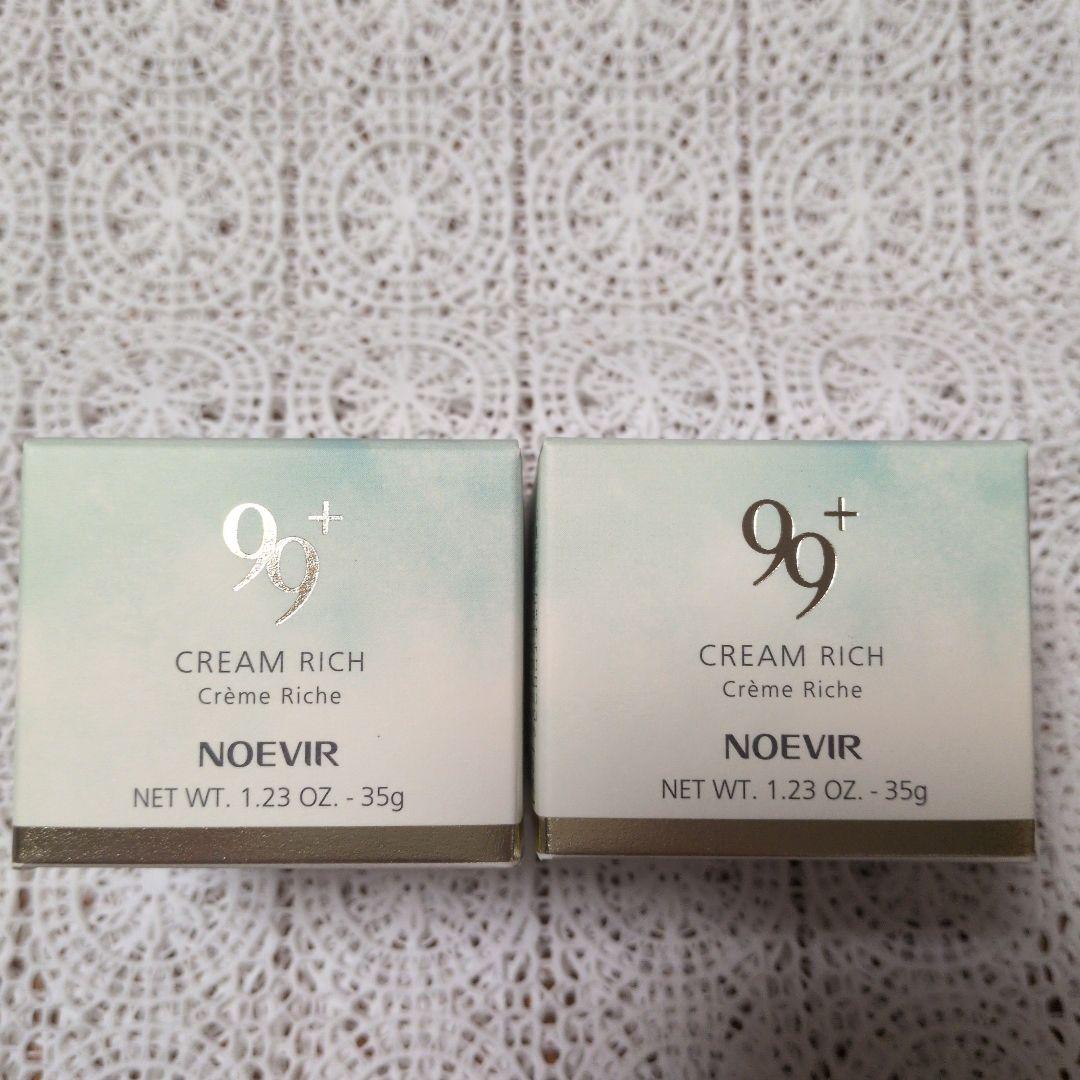 99+
CREAM RICH
Crème Riche
NOEVIR
NET WT. 1.23 OZ. - 35g
99+
CREAM RICH
Crème Riche
NOEVIR
NET WT. 1.23 OZ. - 35g